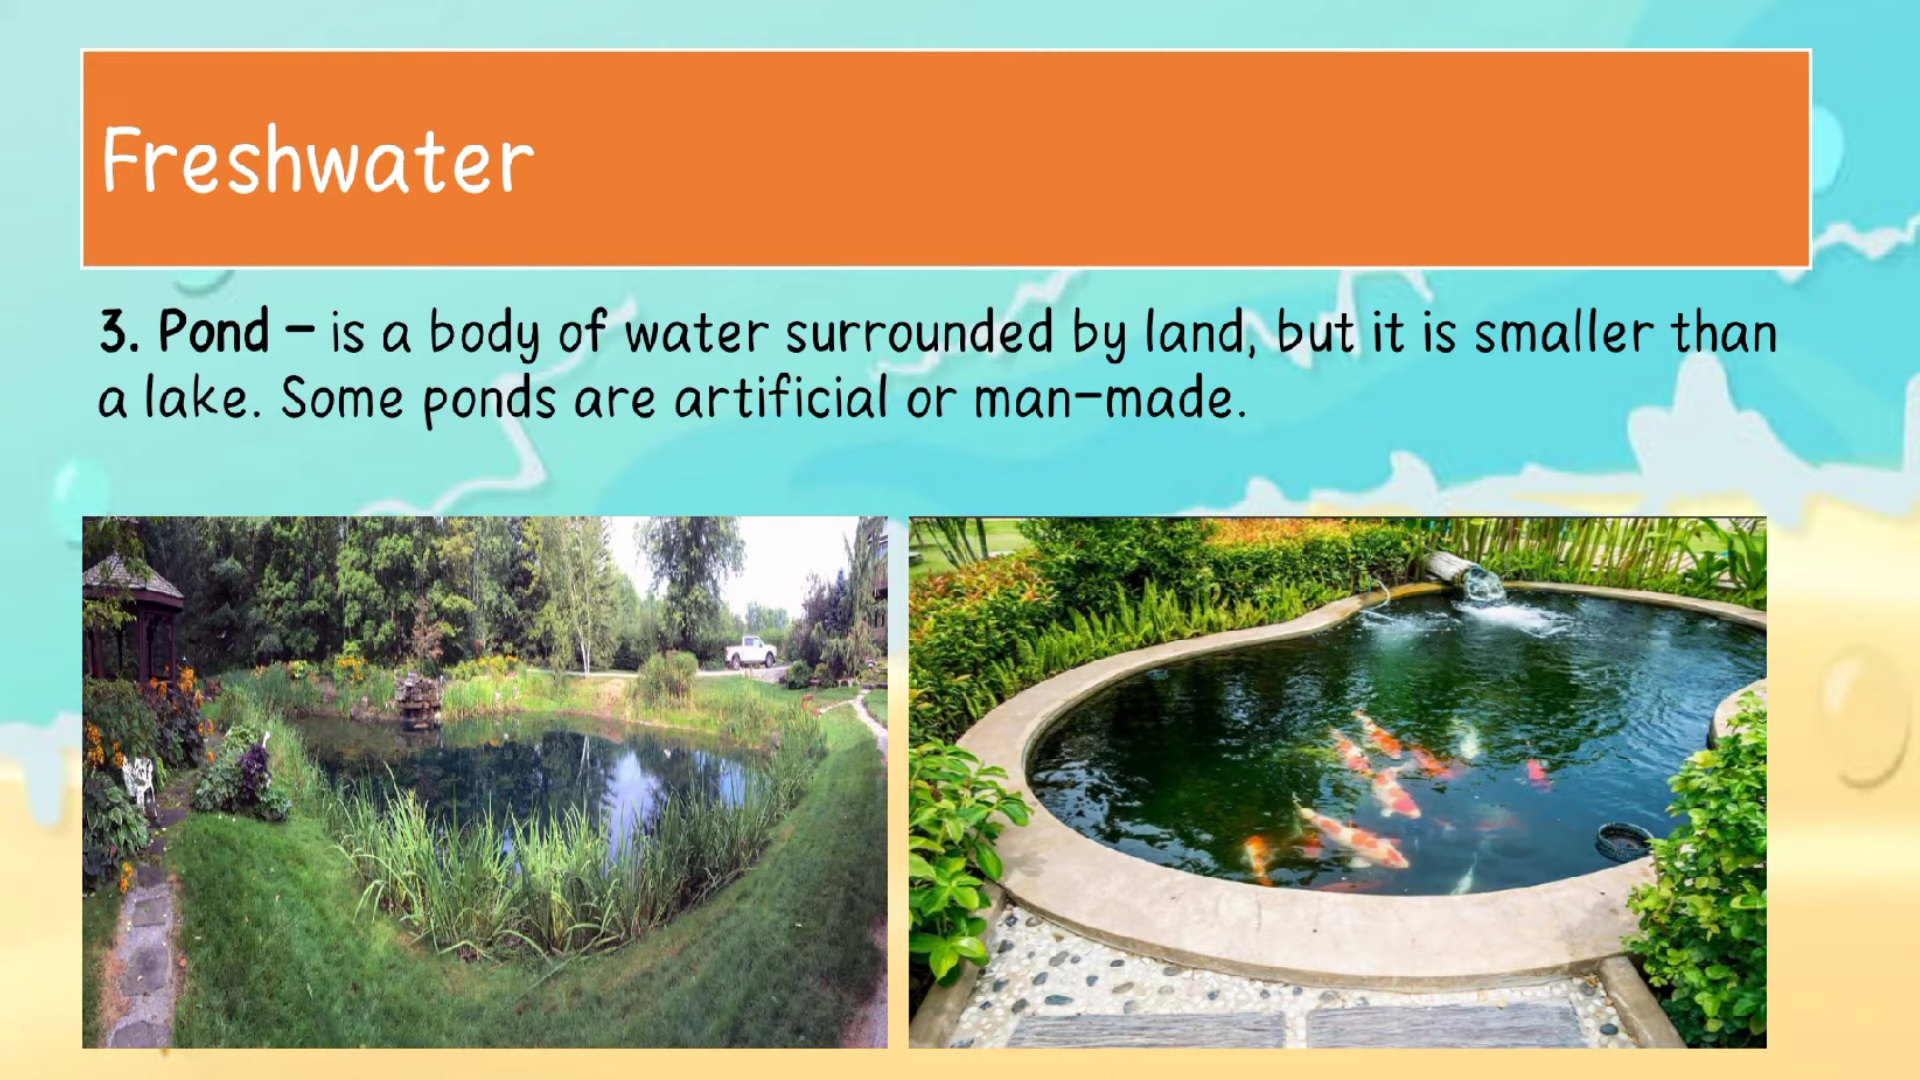 Freshwater
3. Pond – is a body of water surrounded by land, but it is smaller than
a lake. Some ponds are artificial or man-made.